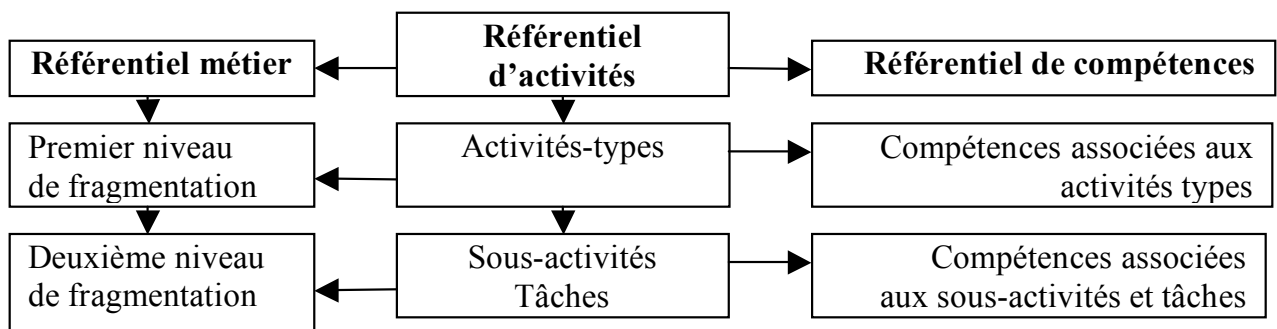 Référentiel métier
Référentiel
d’activités
Référentiel de compétences
Premier niveau
de fragmentation
Activités-types
Compétences associées aux
activités types
Deuxième niveau
de fragmentation
Sous-activités
Tâches
Compétences associées
aux sous-activités et tâches